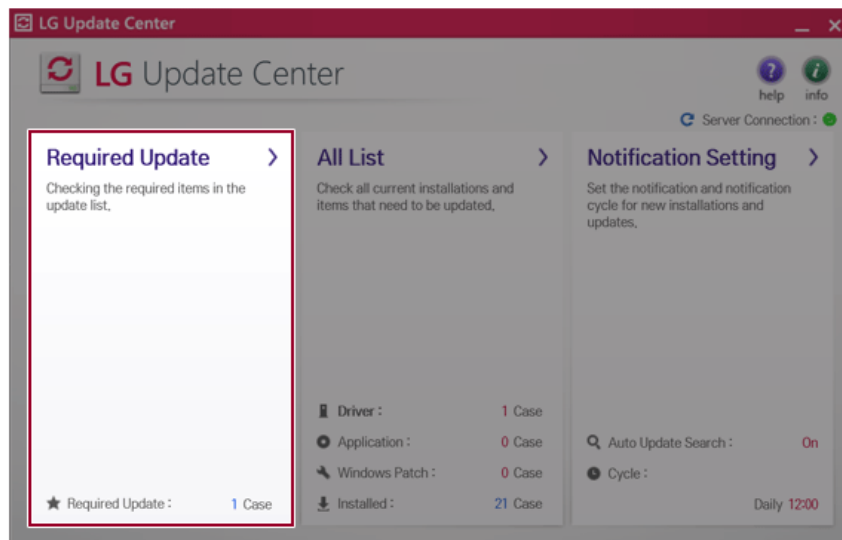 LG Update Center
LG Update Center
help
info
Server Connection :
Required Update
Checking the required items in the
update list,
Required Update : 1 Case
All List
Check all current installations and
items that need to be updated,
Driver : 1 Case
Application : 0 Case
Windows Patch : 0 Case
Installed : 21 Case
Notification Setting
Set the notification and notification
cycle for new installations and
updates,
Auto Update Search : On
Cycle :
Daily 12:00